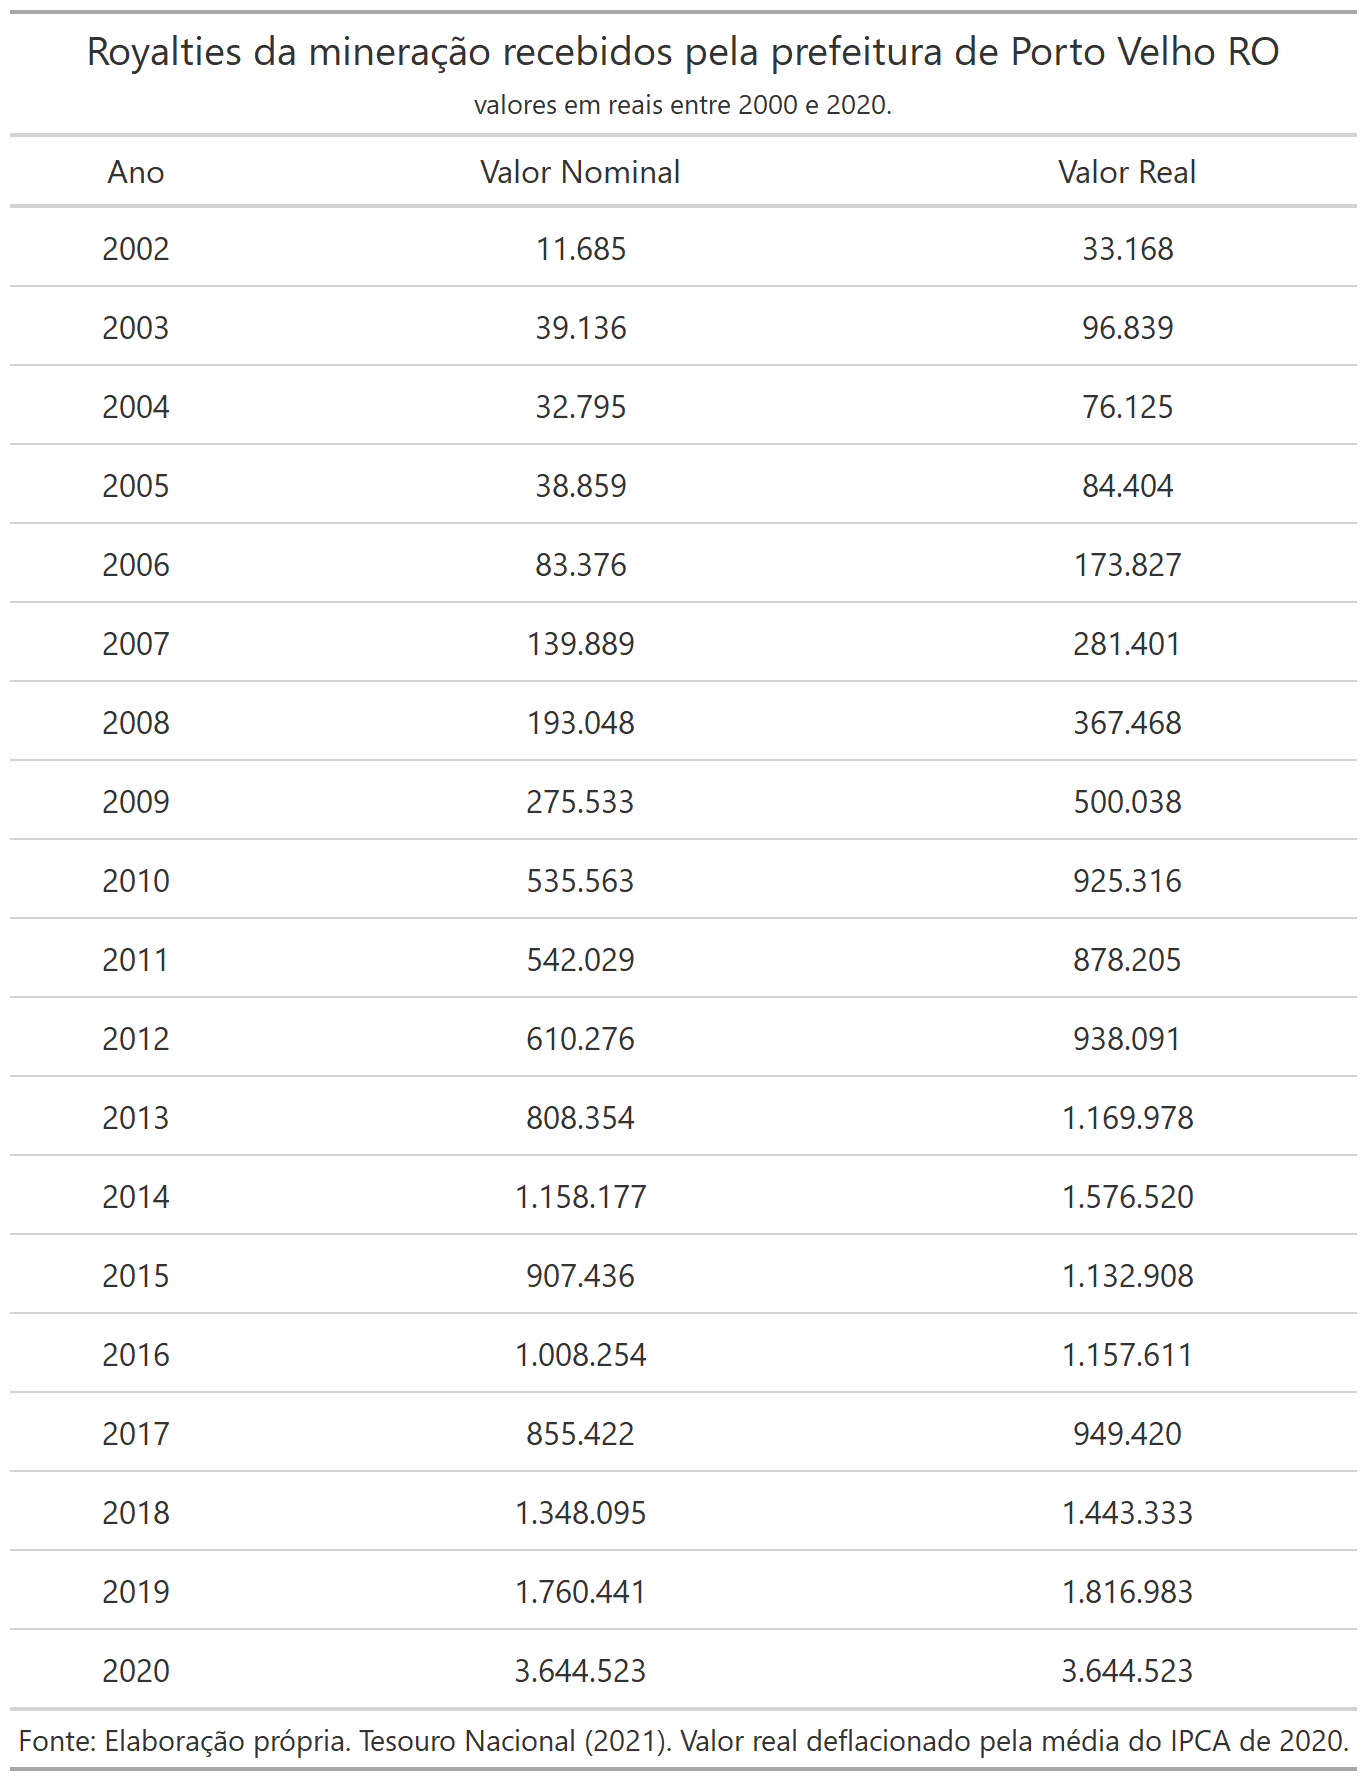 Royalties da mineração recebidos pela prefeitura de Porto Velho RO
valores em reais entre 2000 e 2020.
Ano Valor Nominal Valor Real
2002 11.685 33.168
2003 39.136 96.839
2004 32.795 76.125
2005 38.859 84.404
2006 83.376 173.827
2007 139.889 281.401
2008 193.048 367.468
2009 275.533 500.038
2010 535.563 925.316
2011 542.029 878.205
2012 610.276 938.091
2013 808.354 1.169.978
2014 1.158.177 1.576.520
2015 907.436 1.132.908
2016 1.008.254 1.157.611
2017 855.422 949.420
2018 1.348.095 1.443.333
2019 1.760.441 1.816.983
2020 3.644.523 3.644.523
Fonte: Elaboração própria. Tesouro Nacional (2021). Valor real deflacionado pela média do IPCA de 2020.